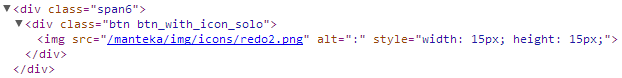 ▼<div class="span6">
▼<div class="btn btn_with_icon_solo">
<img src="/manteka/img/icons/redo2.png" alt=":" style="width: 15px; height: 15px;">
</div>
</div>